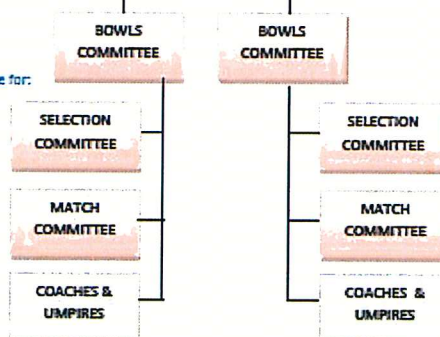 BOWLS
COMMITTEE
BOWLS
COMMITTEE
e for:
SELECTION
COMMITTEE
SELECTION
COMMITTEE
MATCH
COMMITTEE
MATCH
COMMITTEE
COACHES &
UMPIRES
COACHES &
UMPIRES